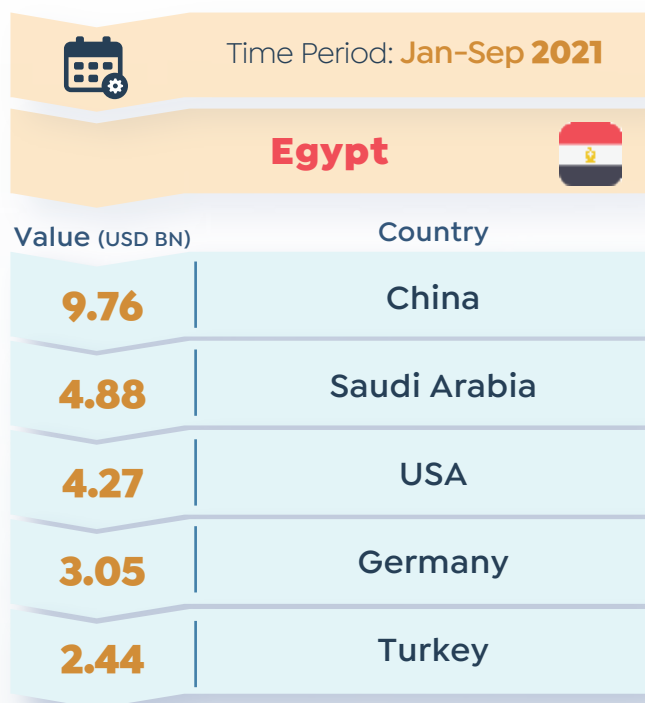 Time Period: Jan-Sep 2021
Egypt
Value (USD BN) Country
9.76 China
4.88 Saudi Arabia
4.27 USA
3.05 Germany
2.44 Turkey